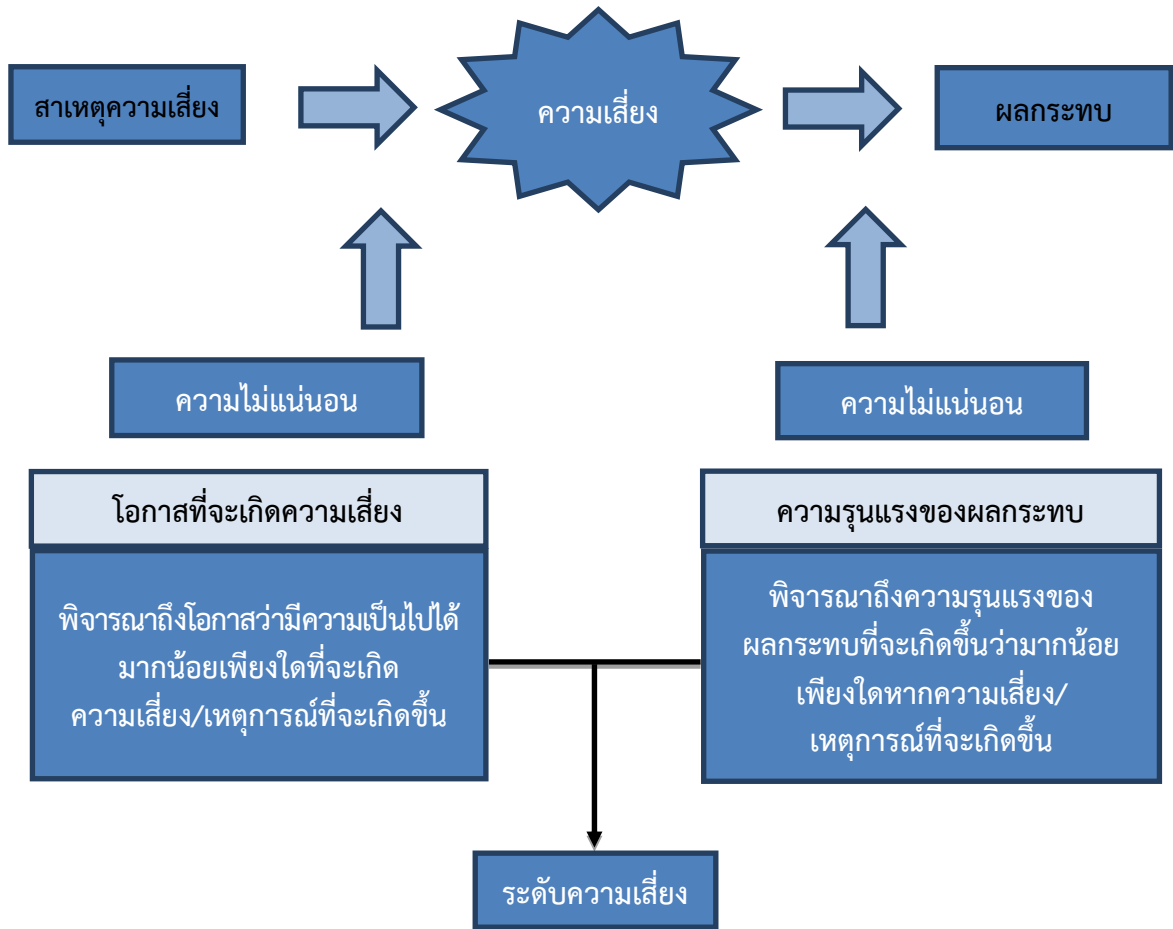 สาเหตุความเสี่ยง
ความเสี่ยง
ผลกระทบ
ความไม่แน่นอน
ความไม่แน่นอน
โอกาสที่จะเกิดความเสี่ยง
พิจารณาถึงโอกาสว่ามีความเป็นไปได้
มากน้อยเพียงใดที่จะเกิด
ความเสี่ยง/เหตุการณ์ที่จะเกิดขึ้น
ความรุนแรงของผลกระทบ
พิจารณาถึงความรุนแรงของ
ผลกระทบที่จะเกิดขึ้นว่ามากน้อย
เพียงใดหากความเสี่ยง/
เหตุการณ์ที่จะเกิดขึ้น
ระดับความเสี่ยง